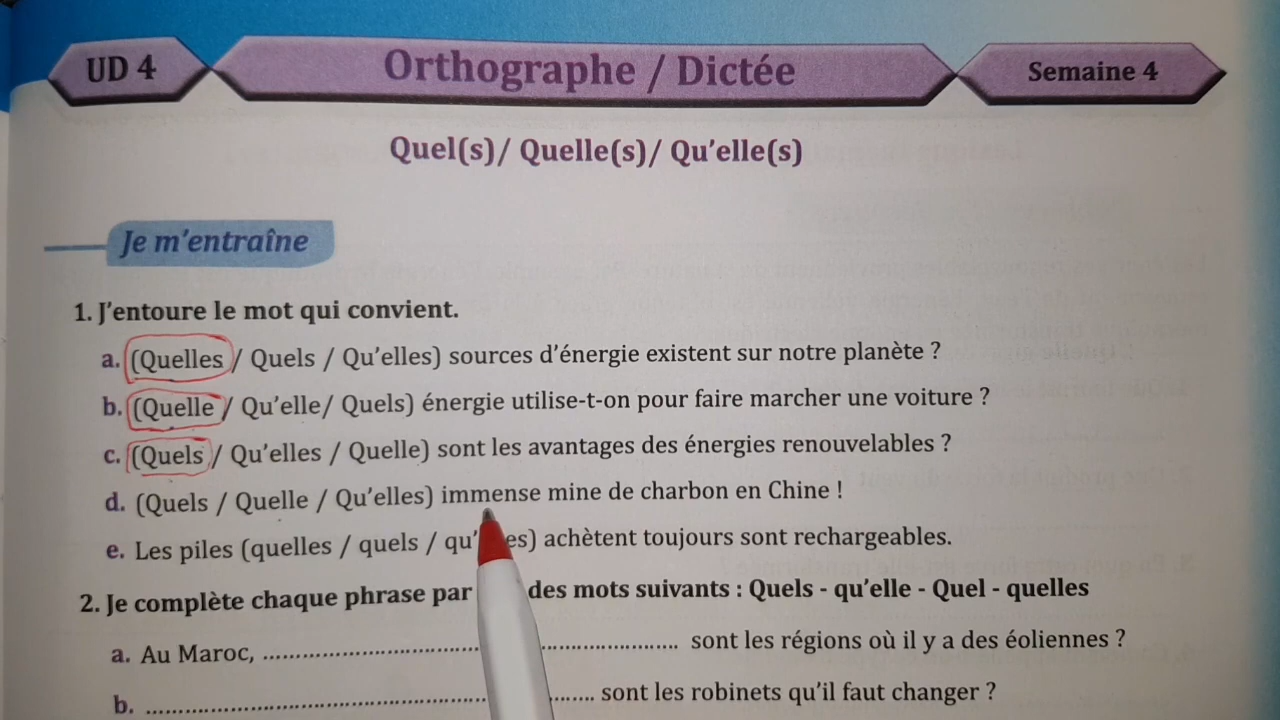 UD 4
Orthographe / Dictée
Semaine 4
Quel(s)/ Quelle(s)/ Qu'elle(s)
Je m'entraîne
1. J'entoure le mot qui convient.
a. (Quelles / Quels / Qu'elles) sources d'énergie existent sur notre planète ?
b. (Quelle / Qu'elle/ Quels) énergie utilise-t-on pour faire marcher une voiture ?
c. (Quels / Qu'elles / Quelle) sont les avantages des énergies renouvelables ?
d. (Quels / Quelle / Qu'elles) immense mine de charbon en Chine !
e. Les piles (quelles / quels / qu' es) achètent toujours sont rechargeables.
2. Je complète chaque phrase par des mots suivants : Quels - qu'elle - Quel - quelles
a. Au Maroc, ........................................ sont les régions où il y a des éoliennes ?
b. ........................................ sont les robinets qu'il faut changer ?